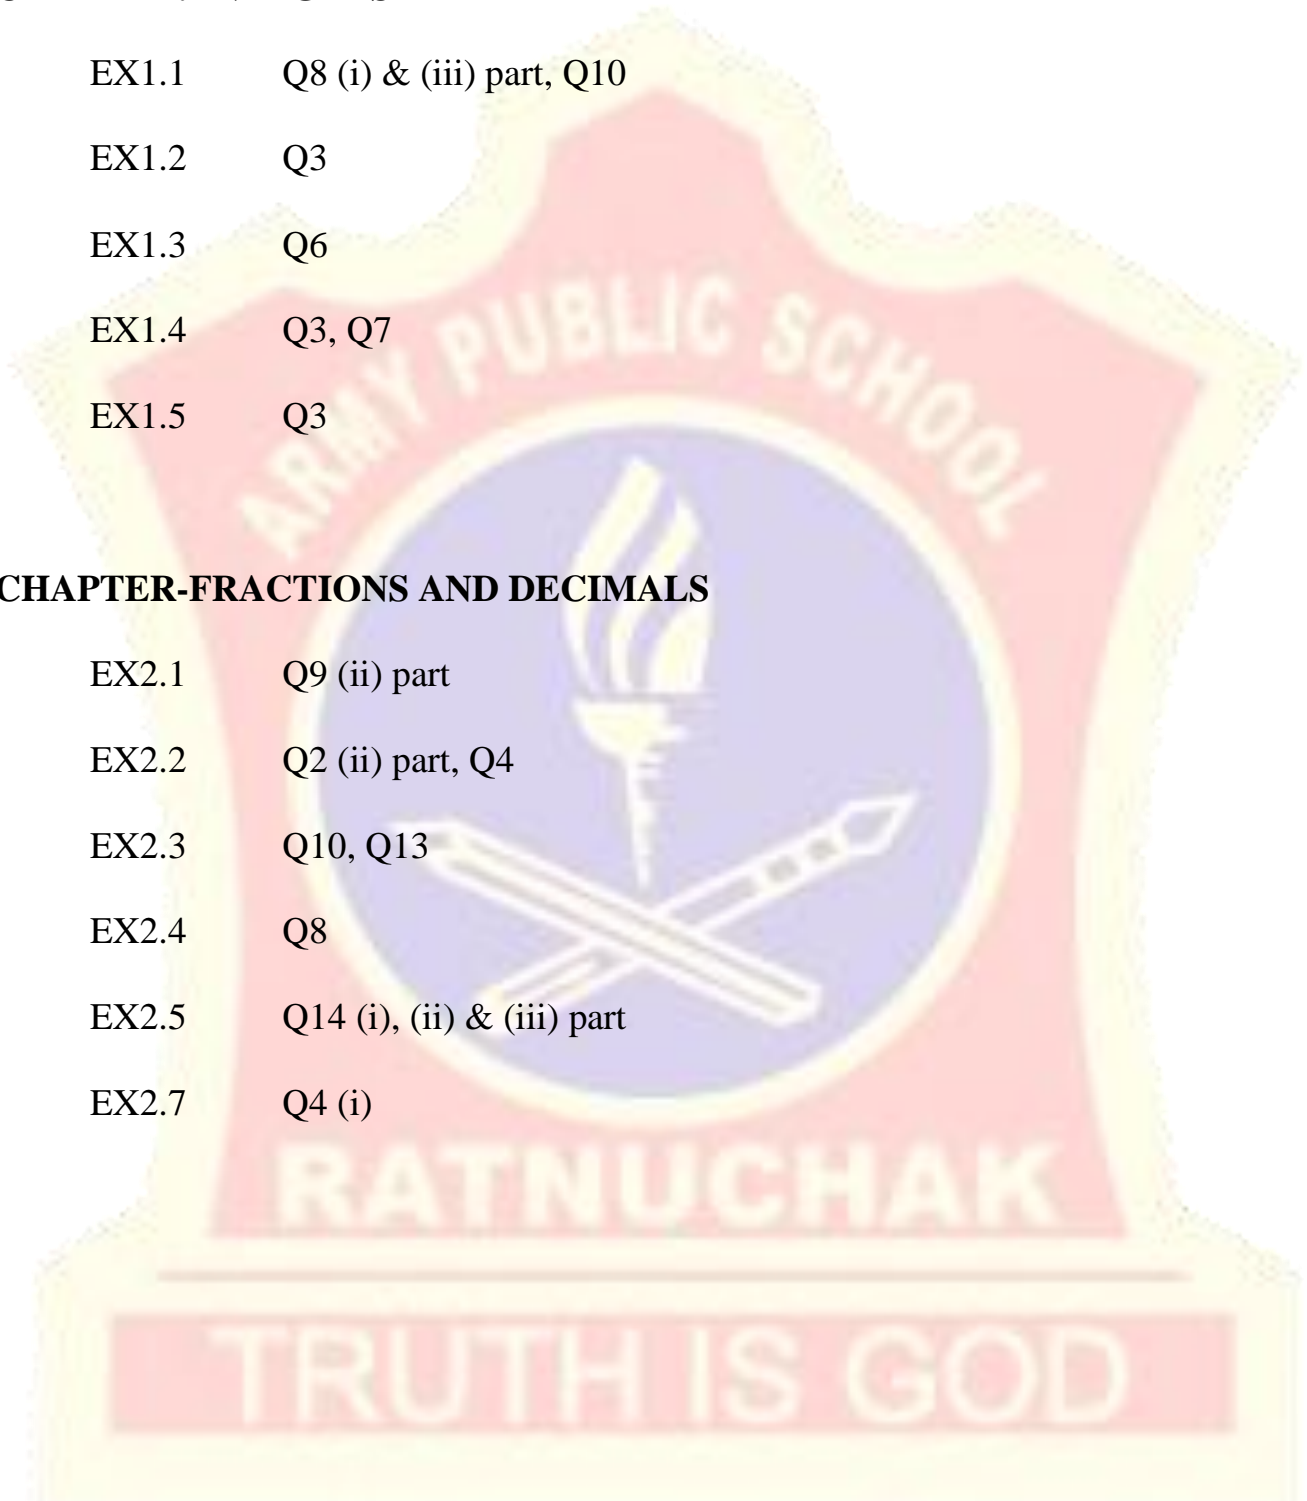 EX1.1 Q8 (i) & (iii) part, Q10
EX1.2 Q3
EX1.3 Q6
EX1.4 Q3, Q7
EX1.5 Q3
ARMY PUBLIC SCHOOL
CHAPTER-FRACTIONS AND DECIMALS
EX2.1 Q9 (ii) part
EX2.2 Q2 (ii) part, Q4
EX2.3 Q10, Q13
EX2.4 Q8
EX2.5 Q14 (i), (ii) & (iii) part
EX2.7 Q4 (i)
RATNUCHAK
TRUTH IS GOD